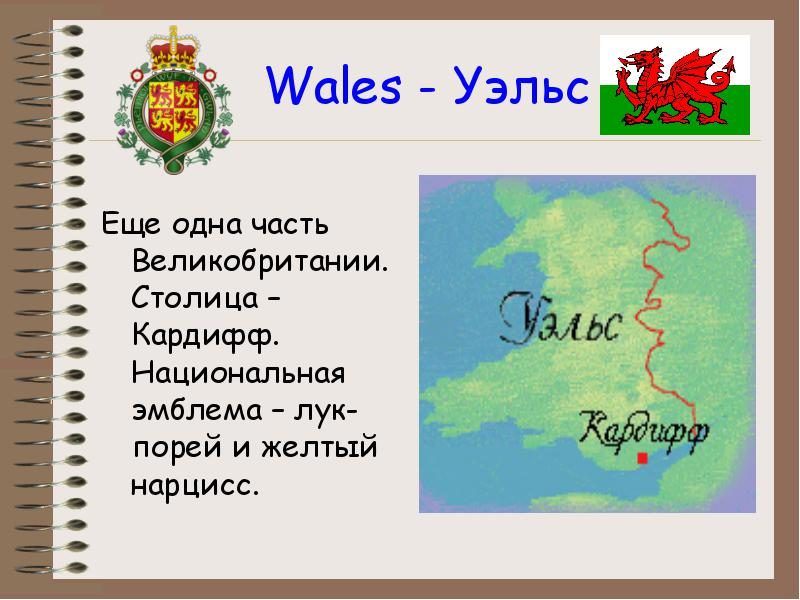 Wales - Уэльс
Еще одна часть
Великобритании.
Столица –
Кардифф.
Национальная
эмблема – лук-
порей и желтый
нарцисс.
Уэльс
Кардифф